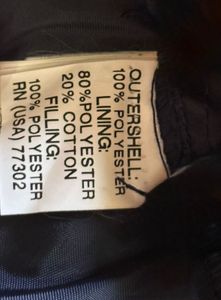 OUTERSHELL:
100% POLYESTER
LINING:
80%POLYESTER
20% COTTON
FILLING:
100% POLYESTER
RN (USA) 77302